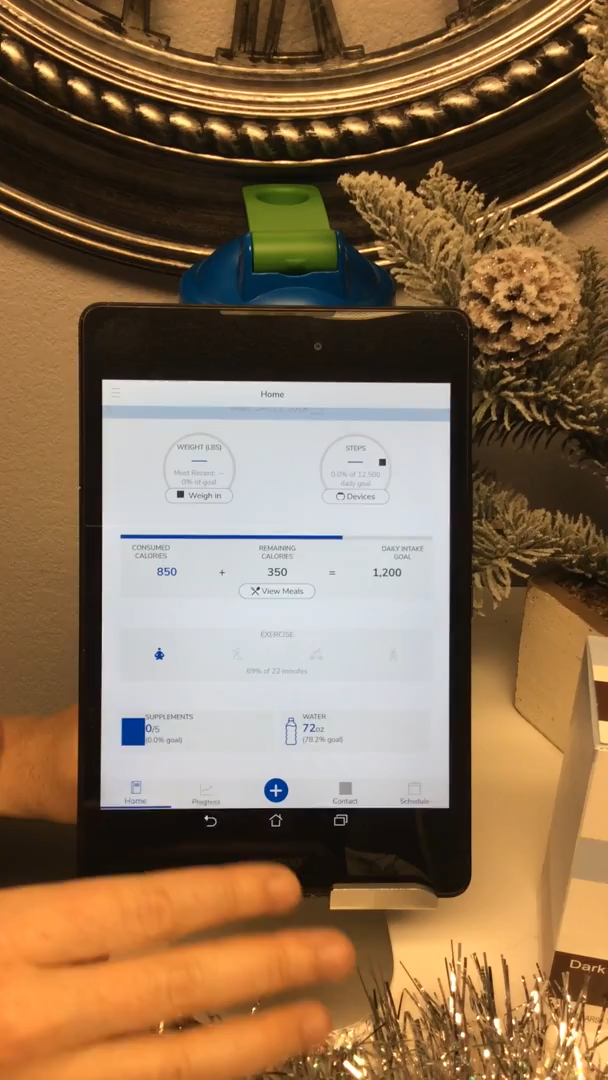 Home
WEIGHT (LBS)
Most Recent: --
0% of goal
Weigh in
STEPS
0.0% of 12,500
daily goal
Devices
CONSUMED
CALORIES
850
+
REMAINING
CALORIES
350
=
DAILY INTAKE
GOAL
1,200
View Meals
EXERCISE
69% of 22 minutes
SUPPLEMENTS
0/5
(0.0% goal)
WATER
72oz
(78.2% goal)
Home
Progress
Contact
Schedule
Dark